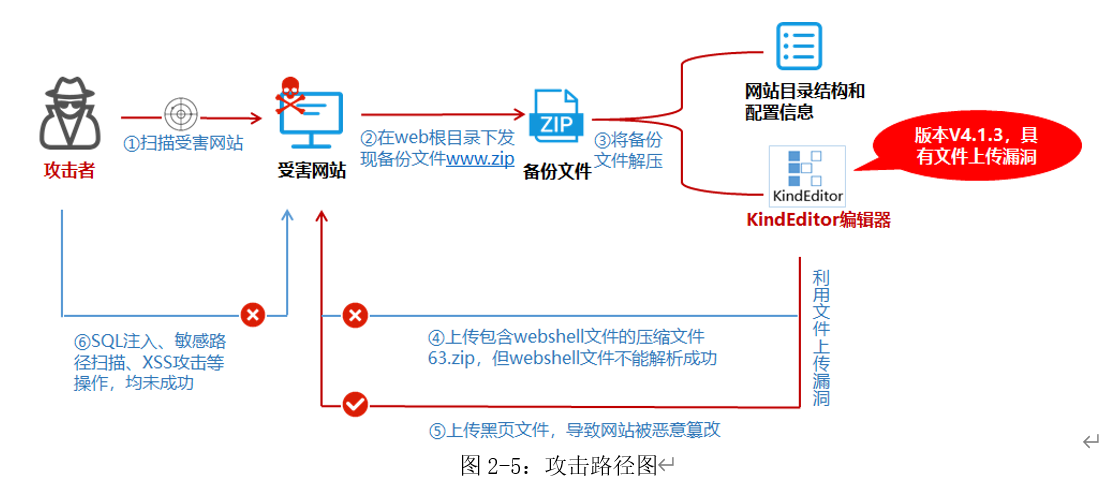 攻击者
①扫描受害网站
受害网站
②在web根目录下发
现备份文件www.zip
ZIP
备份文件
③将备份
文件解压
网站目录结构和
配置信息
版本V4.1.3，具
有文件上传漏洞
KindEditor
KindEditor编辑器
利用文件上传漏洞
④上传包含webshell文件的压缩文件
63.zip，但webshell文件不能解析成功
⑤上传黑页文件，导致网站被恶意篡改
⑥SQL注入、敏感路
径扫描、XSS攻击等
操作，均未成功
图 2-5：攻击路径图